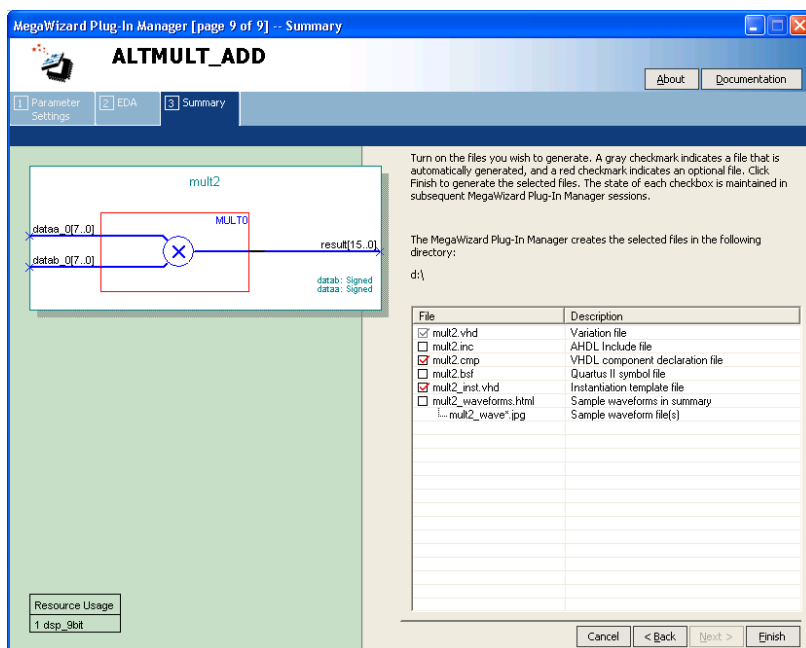 MegaWizard Plug-In Manager [page 9 of 9] -- Summary
ALTMULT_ADD
About
Documentation
1 Parameter Settings
2 EDA
3 Summary
mult2
MULT0
dataa_0[7..0]
result[15..0]
datab_0[7..0]
datab: Signed
dataa: Signed
Resource Usage
1 dsp_9bit
Turn on the files you wish to generate. A gray checkmark indicates a file that is
automatically generated, and a red checkmark indicates an optional file. Click
Finish to generate the selected files. The state of each checkbox is maintained in
subsequent MegaWizard Plug-In Manager sessions.
The MegaWizard Plug-In Manager creates the selected files in the following
directory:
d:\
File Description
mult2.vhd Variation file
mult2.inc AHDL Include file
mult2.cmp VHDL component declaration file
mult2.bsf Quartus II symbol file
mult2_inst.vhd Instantiation template file
mult2_waveforms.html Sample waveforms in summary
mult2_wave*.jpg Sample waveform file(s)
Cancel
< Back
Next >
Finish